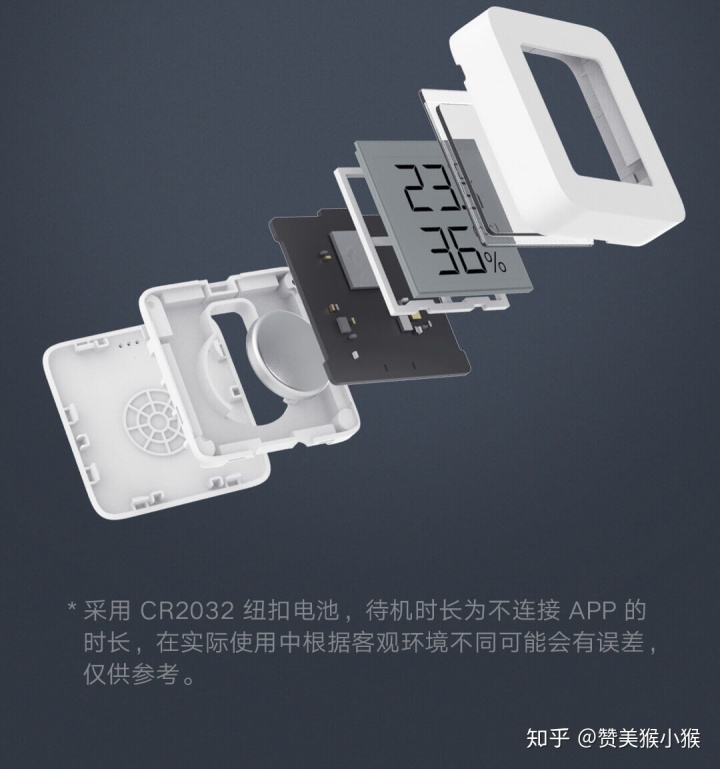 23.
36%
* 采用 CR2032 纽扣电池，待机时长为不连接 APP 的
时长，在实际使用中根据客观环境不同可能会有误差，
仅供参考。
知乎 @赞美猴小猴